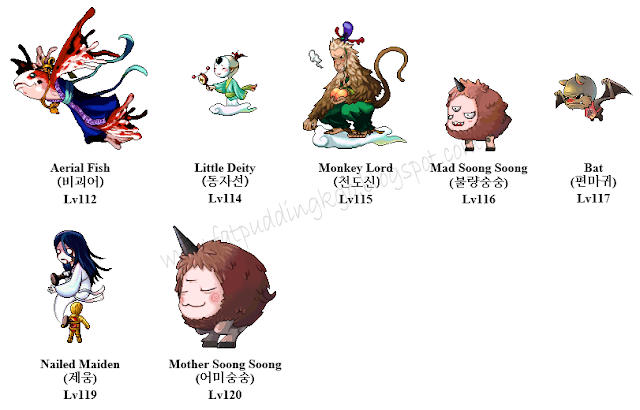 Aerial Fish
(비괴어)
Lv112
Little Deity
(동자선)
Lv114
Monkey Lord
(천도신)
Lv115
Mad Soong Soong
(불량숭숭)
Lv116
Bat
(편마귀)
Lv117
Nailed Maiden
(제웅)
Lv119
Mother Soong Soong
(어미숭숭)
Lv120